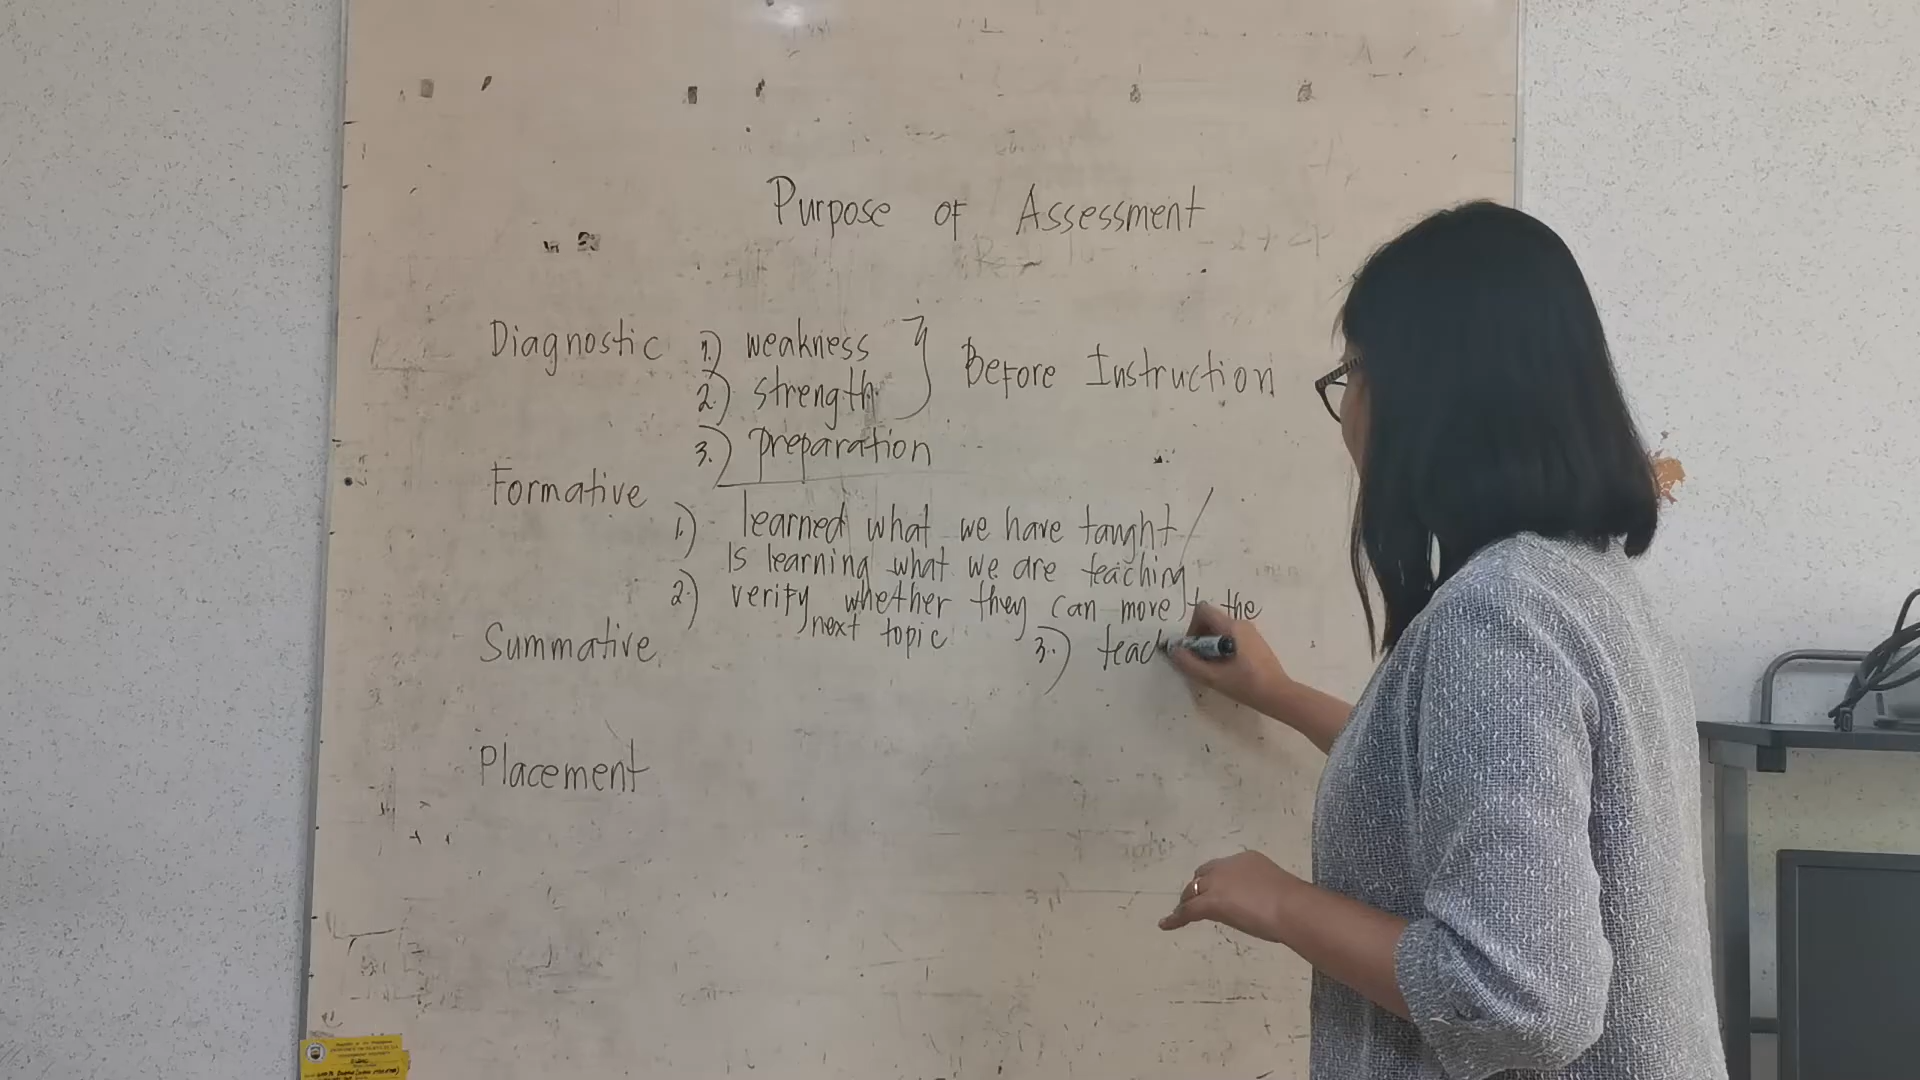 Purpose of Assessment
Diagnostic 1.) weakness
2.) strength
Before Instruction
3.) preparation
Formative
1.) learned what we have taught /
Is learning what we are teaching
2.) verify whether they can move to the
next topic
Summative
3.) teac
Placement